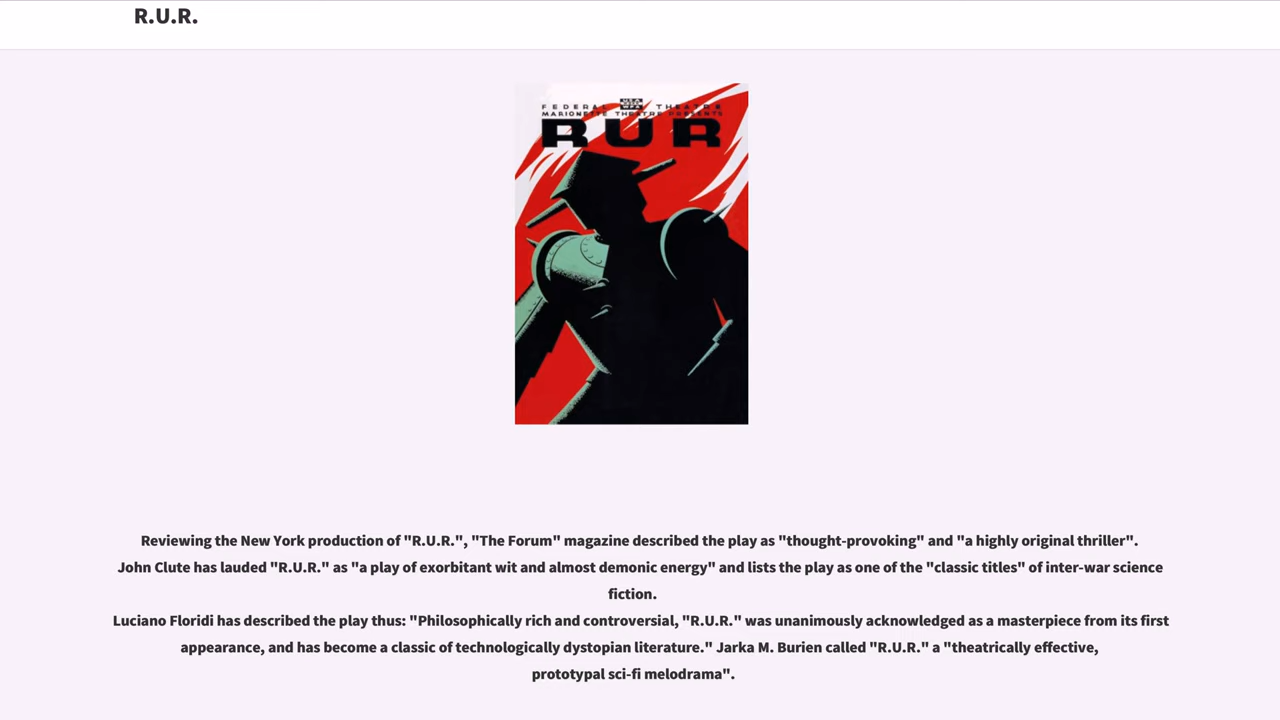 R.U.R.
FEDERAL USA WPA THEATRE
MARIONETTE THEATRE PRESENTS
RUR
Reviewing the New York production of "R.U.R.", "The Forum" magazine described the play as "thought-provoking" and "a highly original thriller".
John Clute has lauded "R.U.R." as "a play of exorbitant wit and almost demonic energy" and lists the play as one of the "classic titles" of inter-war science
fiction.
Luciano Floridi has described the play thus: "Philosophically rich and controversial, "R.U.R." was unanimously acknowledged as a masterpiece from its first
appearance, and has become a classic of technologically dystopian literature." Jarka M. Burien called "R.U.R." a "theatrically effective,
prototypal sci-fi melodrama".